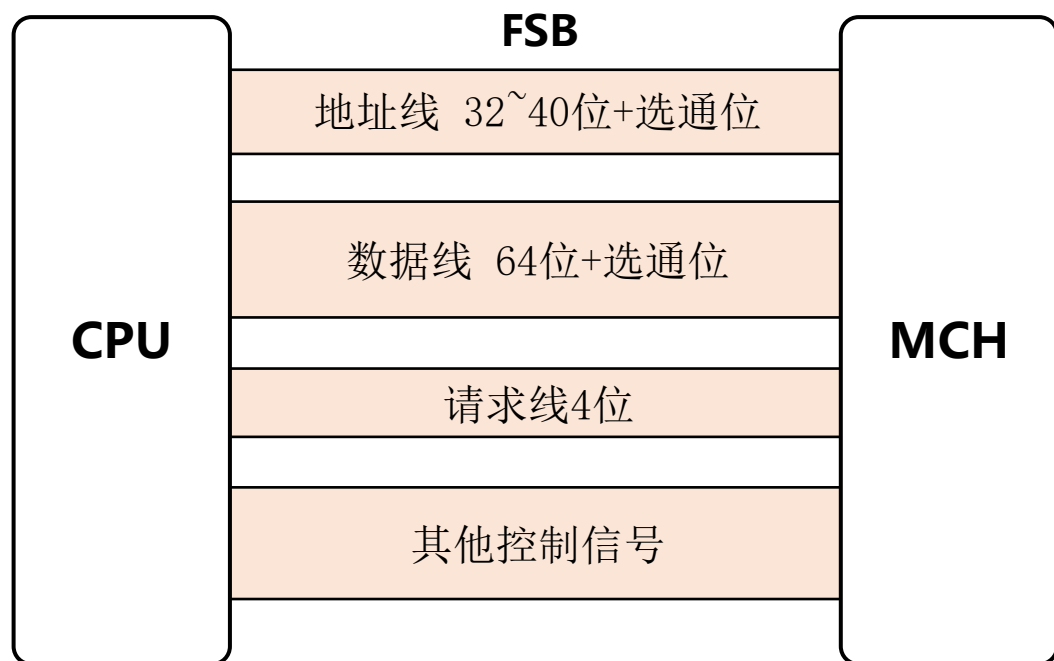 FSB
地址线 32~40位+选通位
数据线 64位+选通位
CPU
MCH
请求线4位
其他控制信号